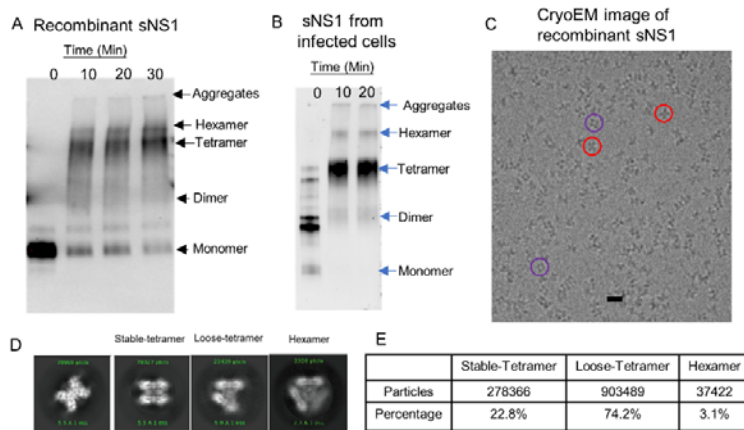 A
Recombinant sNS1
Time (Min)
0 10 20 30
Aggregates
Hexamer
Tetramer
Dimer
Monomer
B
sNS1 from
infected cells
Time (Min)
0 10 20
Aggregates
Hexamer
Tetramer
Dimer
Monomer
C
CryoEM image of
recombinant sNS1
D
Stable-tetramer Loose-tetramer Hexamer
E
Stable-Tetramer Loose-Tetramer Hexamer
Particles 278366 903489 37422
Percentage 22.8% 74.2% 3.1%